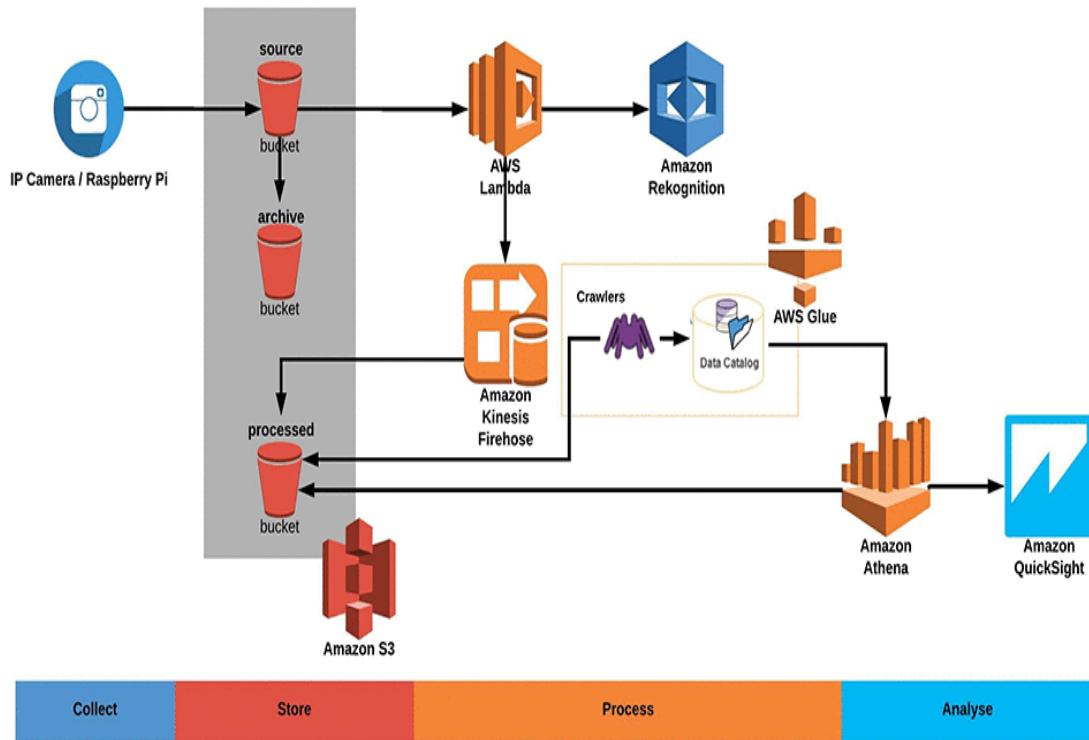 source
bucket
IP Camera / Raspberry Pi
AWS
Lambda
Amazon
Rekognition
archive
bucket
Crawlers
Data Catalog
AWS Glue
Amazon
Kinesis
Firehose
processed
bucket
Amazon
Athena
Amazon
QuickSight
Amazon S3
Collect
Store
Process
Analyse